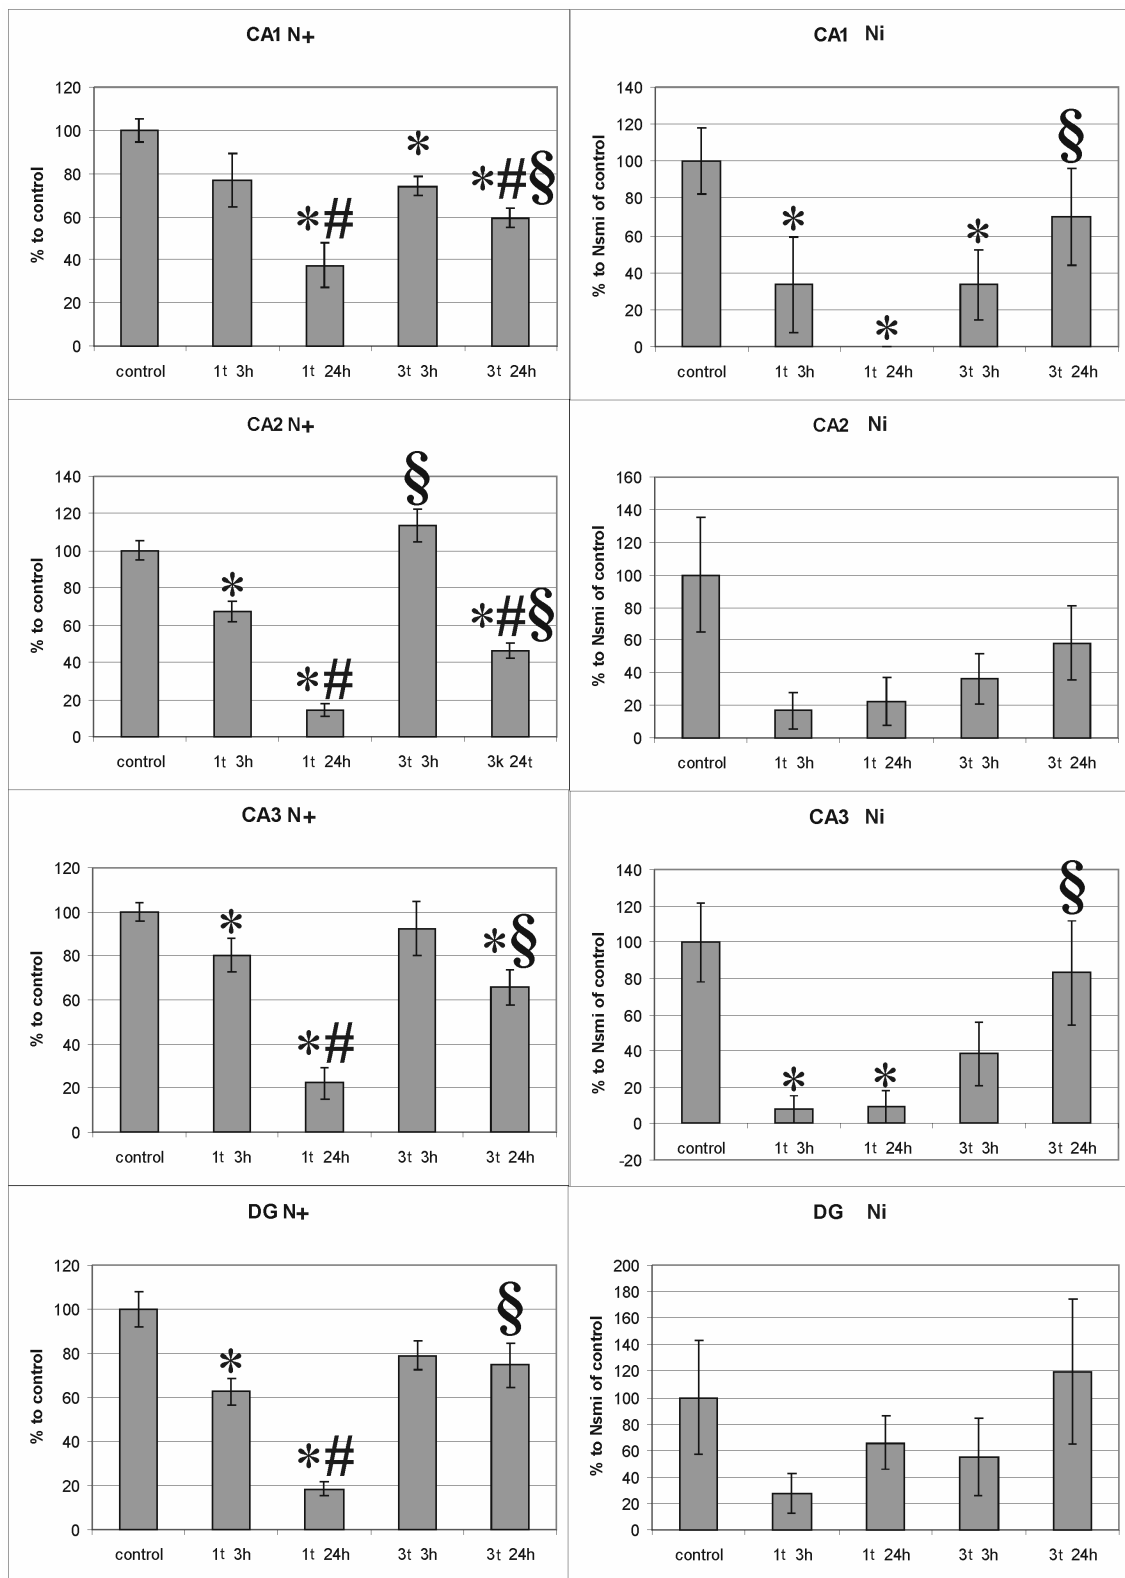 CA1 N+
% to control
120
100
80
60
40
20
0
* # * * # §
control 1t 3h 1t 24h 3t 3h 3t 24h
CA1 Ni
% to Nsmi of control
140
120
100
80
60
40
20
0
* * * §
control 1t 3h 1t 24h 3t 3h 3t 24h
CA2 N+
% to control
140
120
100
80
60
40
20
0
* * # § * # §
control 1t 3h 1t 24h 3t 3h 3k 24t
CA2 Ni
% to Nsmi of control
160
140
120
100
80
60
40
20
0
control 1t 3h 1t 24h 3t 3h 3t 24h
CA3 N+
% to control
120
100
80
60
40
20
0
* * # * §
control 1t 3h 1t 24h 3t 3h 3t 24h
CA3 Ni
% to Nsmi of control
140
120
100
80
60
40
20
0
-20
* * §
control 1t 3h 1t 24h 3t 3h 3t 24h
DG N+
% to control
120
100
80
60
40
20
0
* * # §
control 1t 3h 1t 24h 3t 3h 3t 24h
DG Ni
% to Nsmi of control
200
180
160
140
120
100
80
60
40
20
0
control 1t 3h 1t 24h 3t 3h 3t 24h